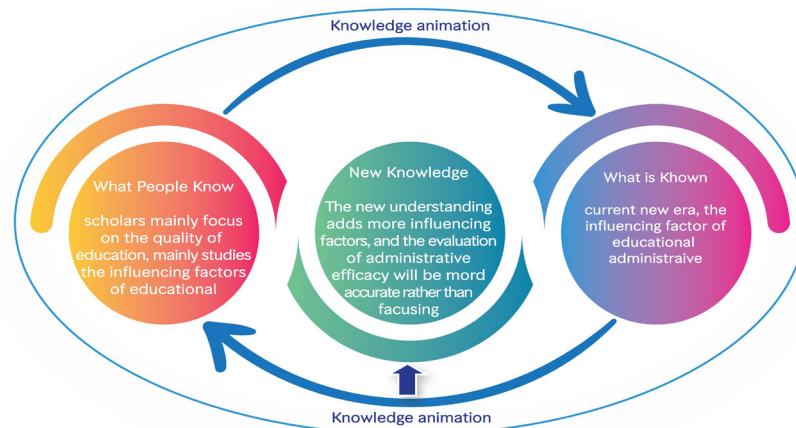 Knowledge animation
What People Know
scholars mainly focus
on the quality of
education, mainly studies
the influencing factors
of educational
New Knowledge
The new understanding
adds more influencing
factors, and the evaluation
of administrative
efficacy will be mord
accurate rather than
facusing
What is Khown
current new era, the
influencing factor of
educational
administraive
Knowledge animation